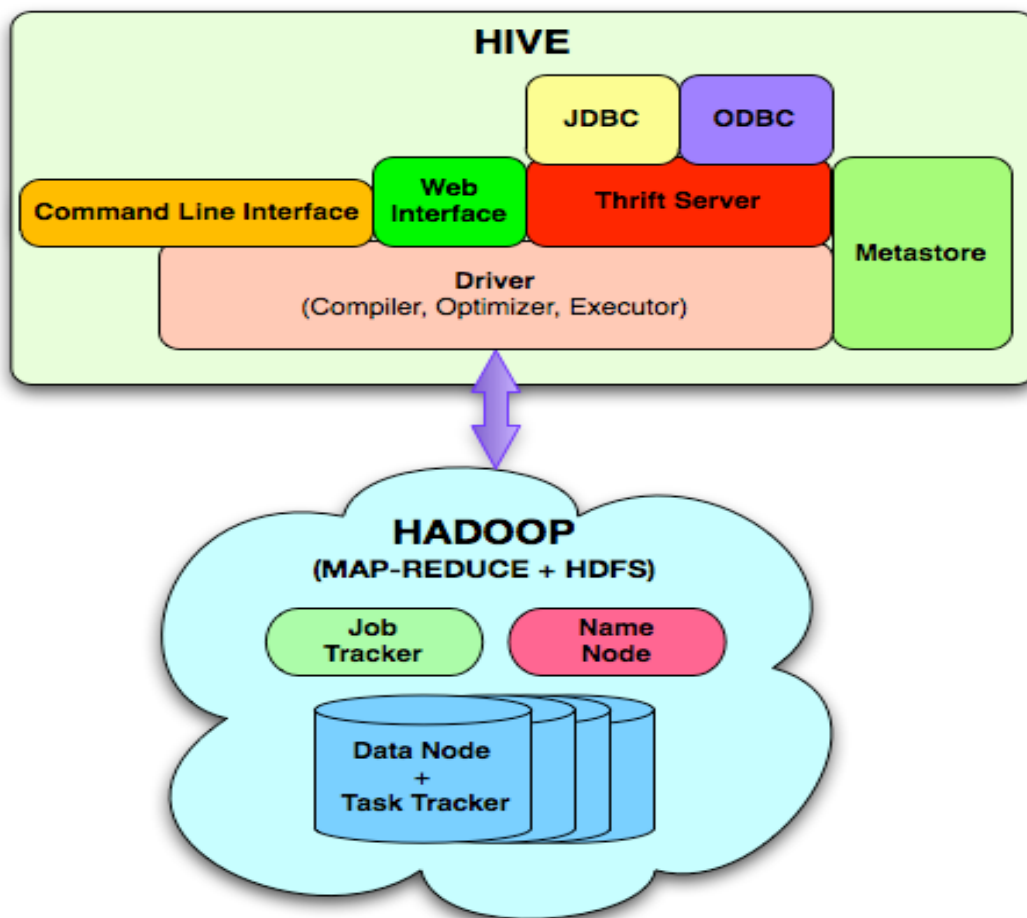 HIVE
JDBC
ODBC
Command Line Interface
Web
Interface
Thrift Server
Metastore
Driver
(Compiler, Optimizer, Executor)
HADOOP
(MAP-REDUCE + HDFS)
Job
Tracker
Name
Node
Data Node
+
Task Tracker